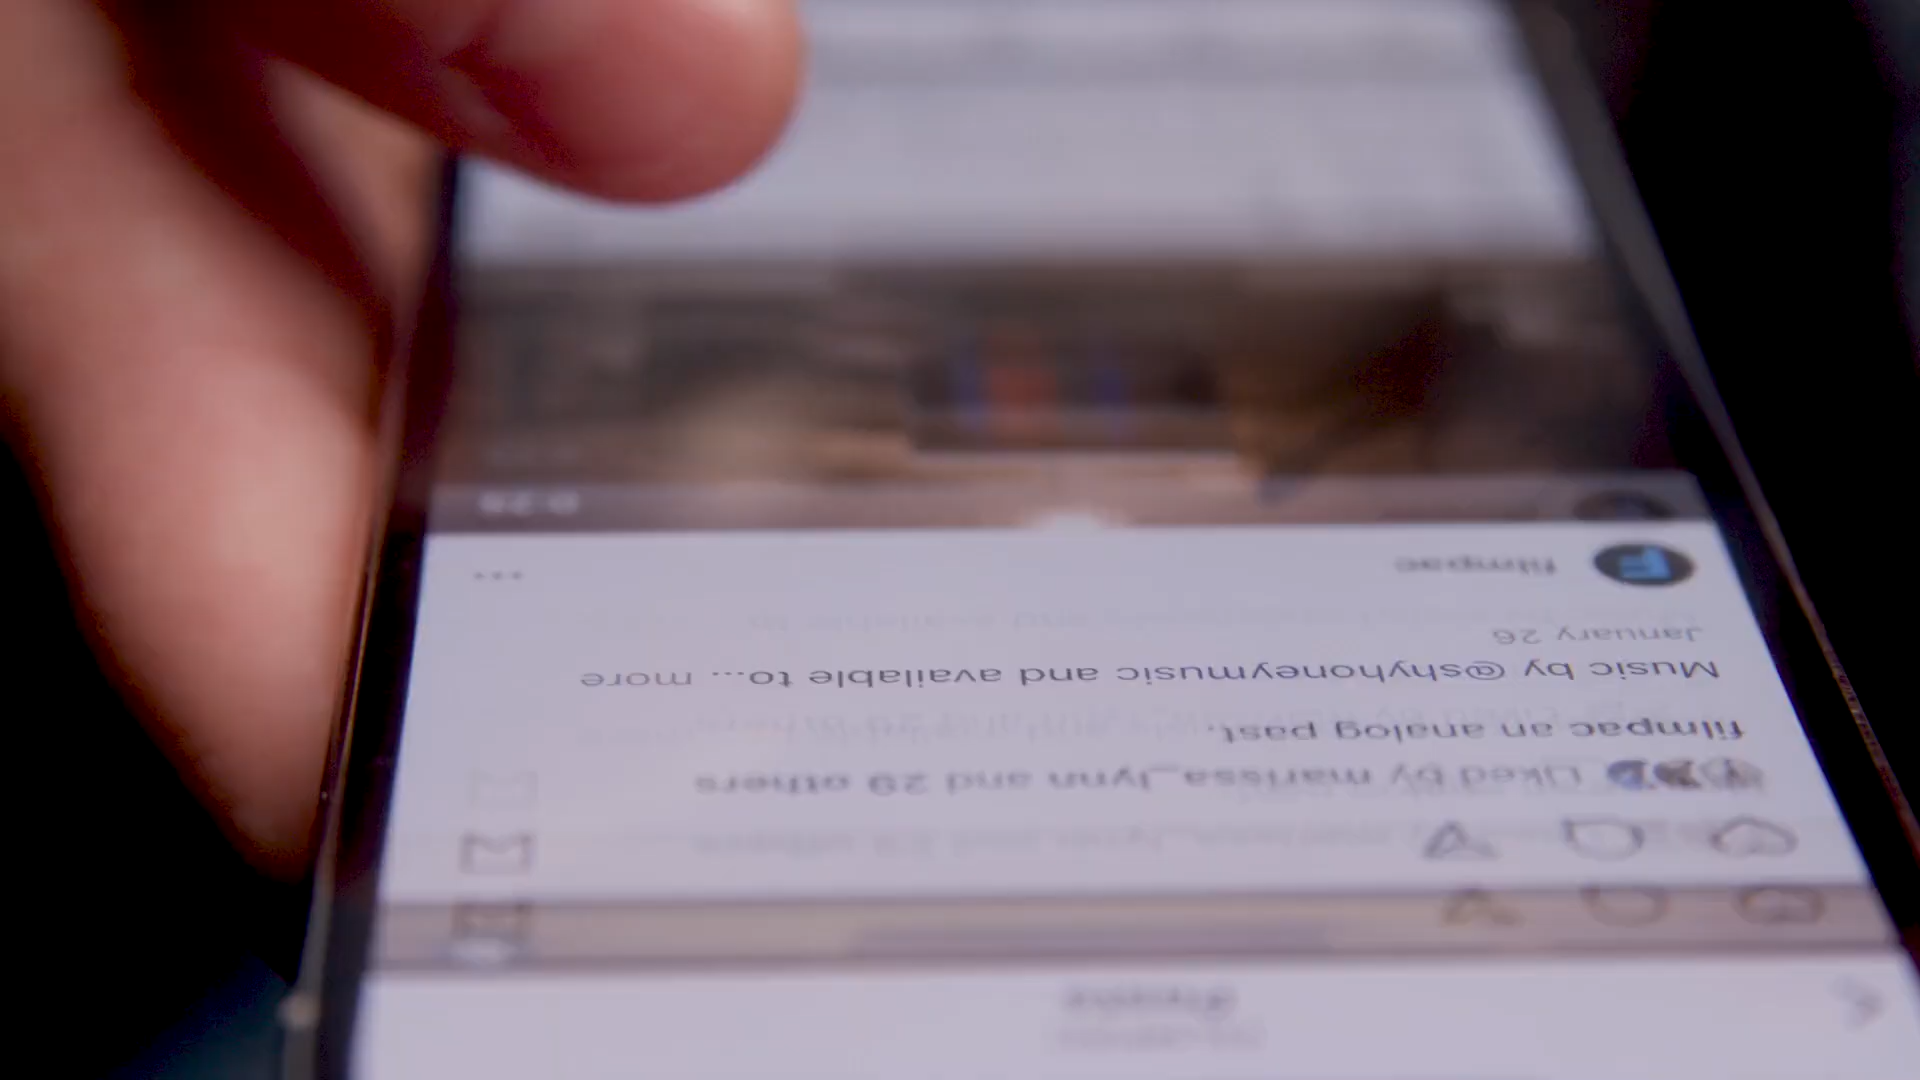 Liked by marissa_lynn and 29 others
filmpac an analog past.
Music by @shyhoneymusic and available to... more
January 26
filmpac